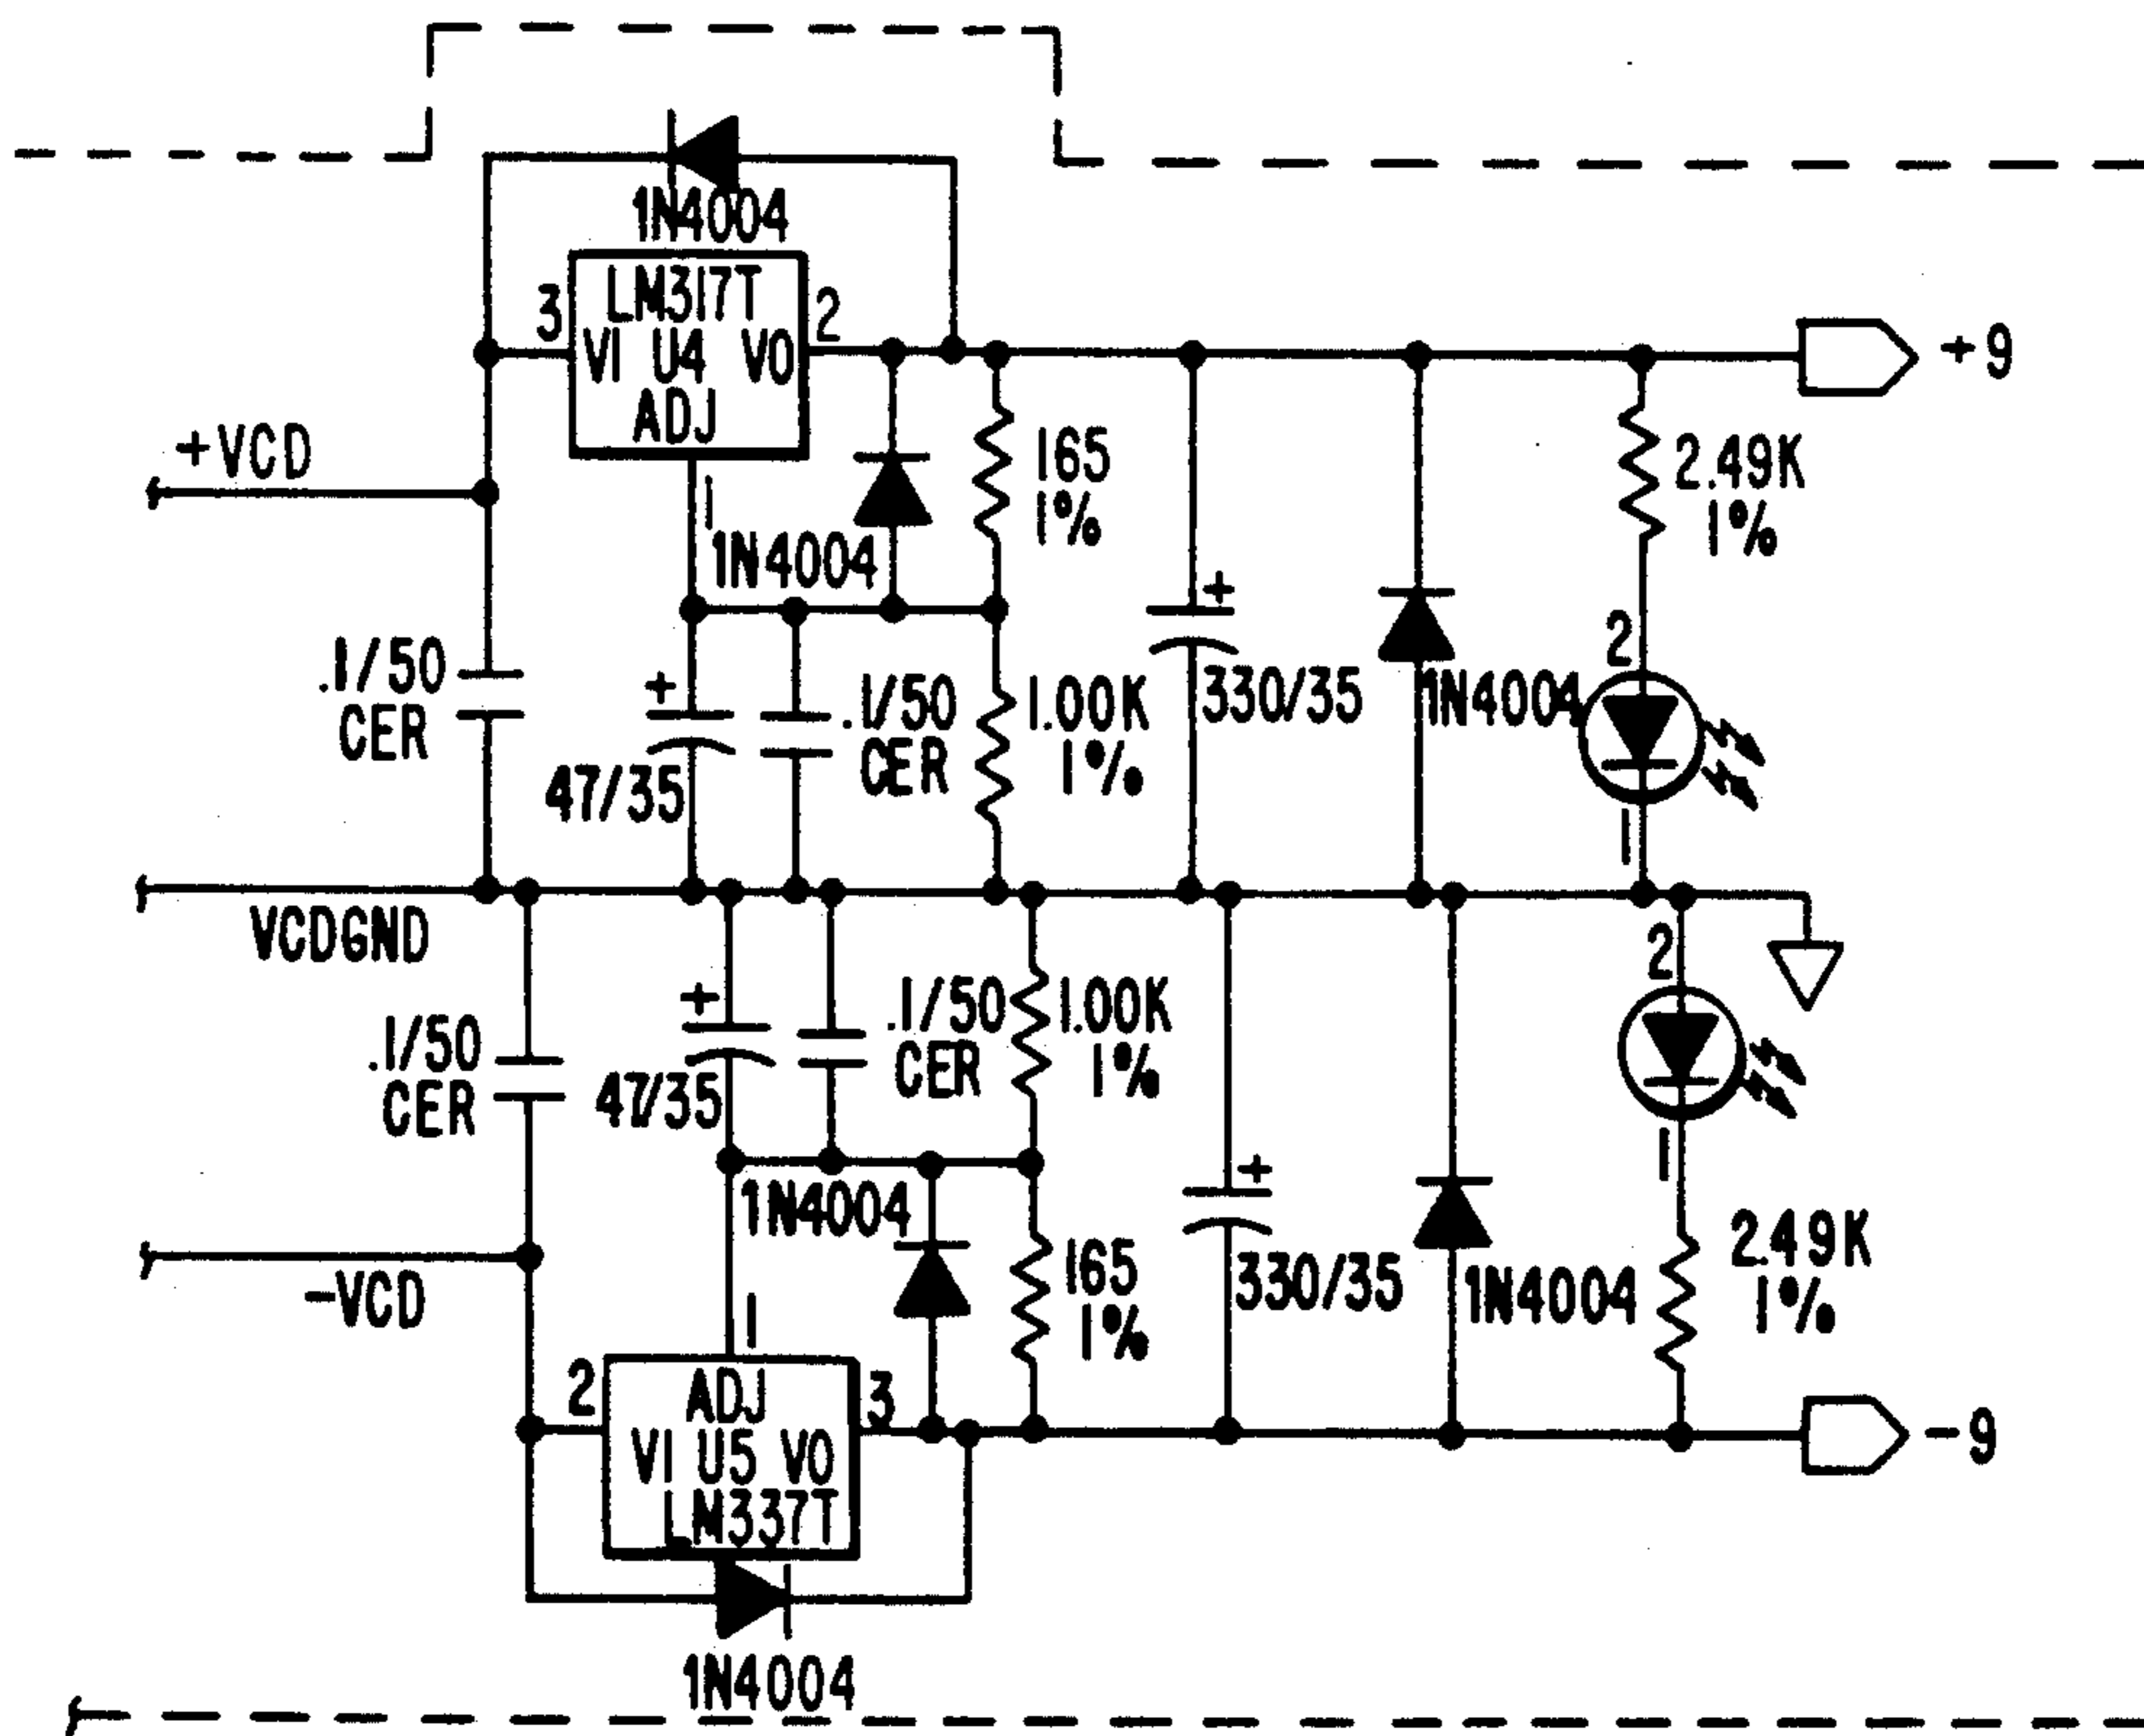 1N4004
LM317T
3
2
VI U4 VO
ADJ
+9
+VCD
1
165
1%
2.49K
1%
1N4004
+
2
.1/50
CER
+
.1/50
CER
1.00K
1%
330/35
1N4004
47/35
1
VCDGND
2
+
.1/50
CER
1.00K
1%
.1/50
CER
47/35
1
+
1N4004
-VCD
165
1%
330/35
1N4004
2.49K
1%
1
2
ADJ
3
VI U5 VO
LM337T
-9
1N4004